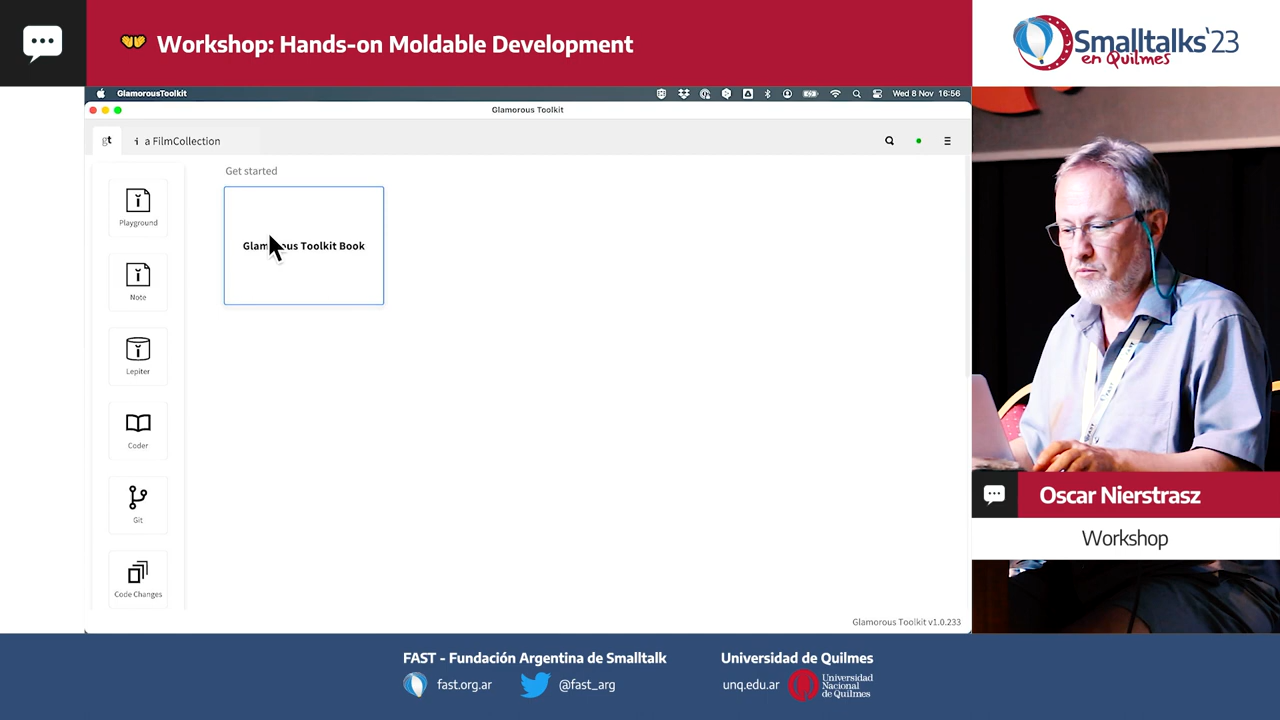 Workshop: Hands-on Moldable Development
Smalltalks'23
en Quilmes
GlamorousToolkit
Wed 8 Nov 16:56
Glamorous Toolkit
gt
i a FilmCollection
Get started
Playground
Glamorous Toolkit Book
Note
Lepiter
Coder
Git
Code Changes
Glamorous Toolkit v1.0.233
Oscar Nierstrasz
Workshop
FAST - Fundación Argentina de Smalltalk
fast.org.ar
@fast_arg
Universidad de Quilmes
unq.edu.ar
Universidad
Nacional
de Quilmes